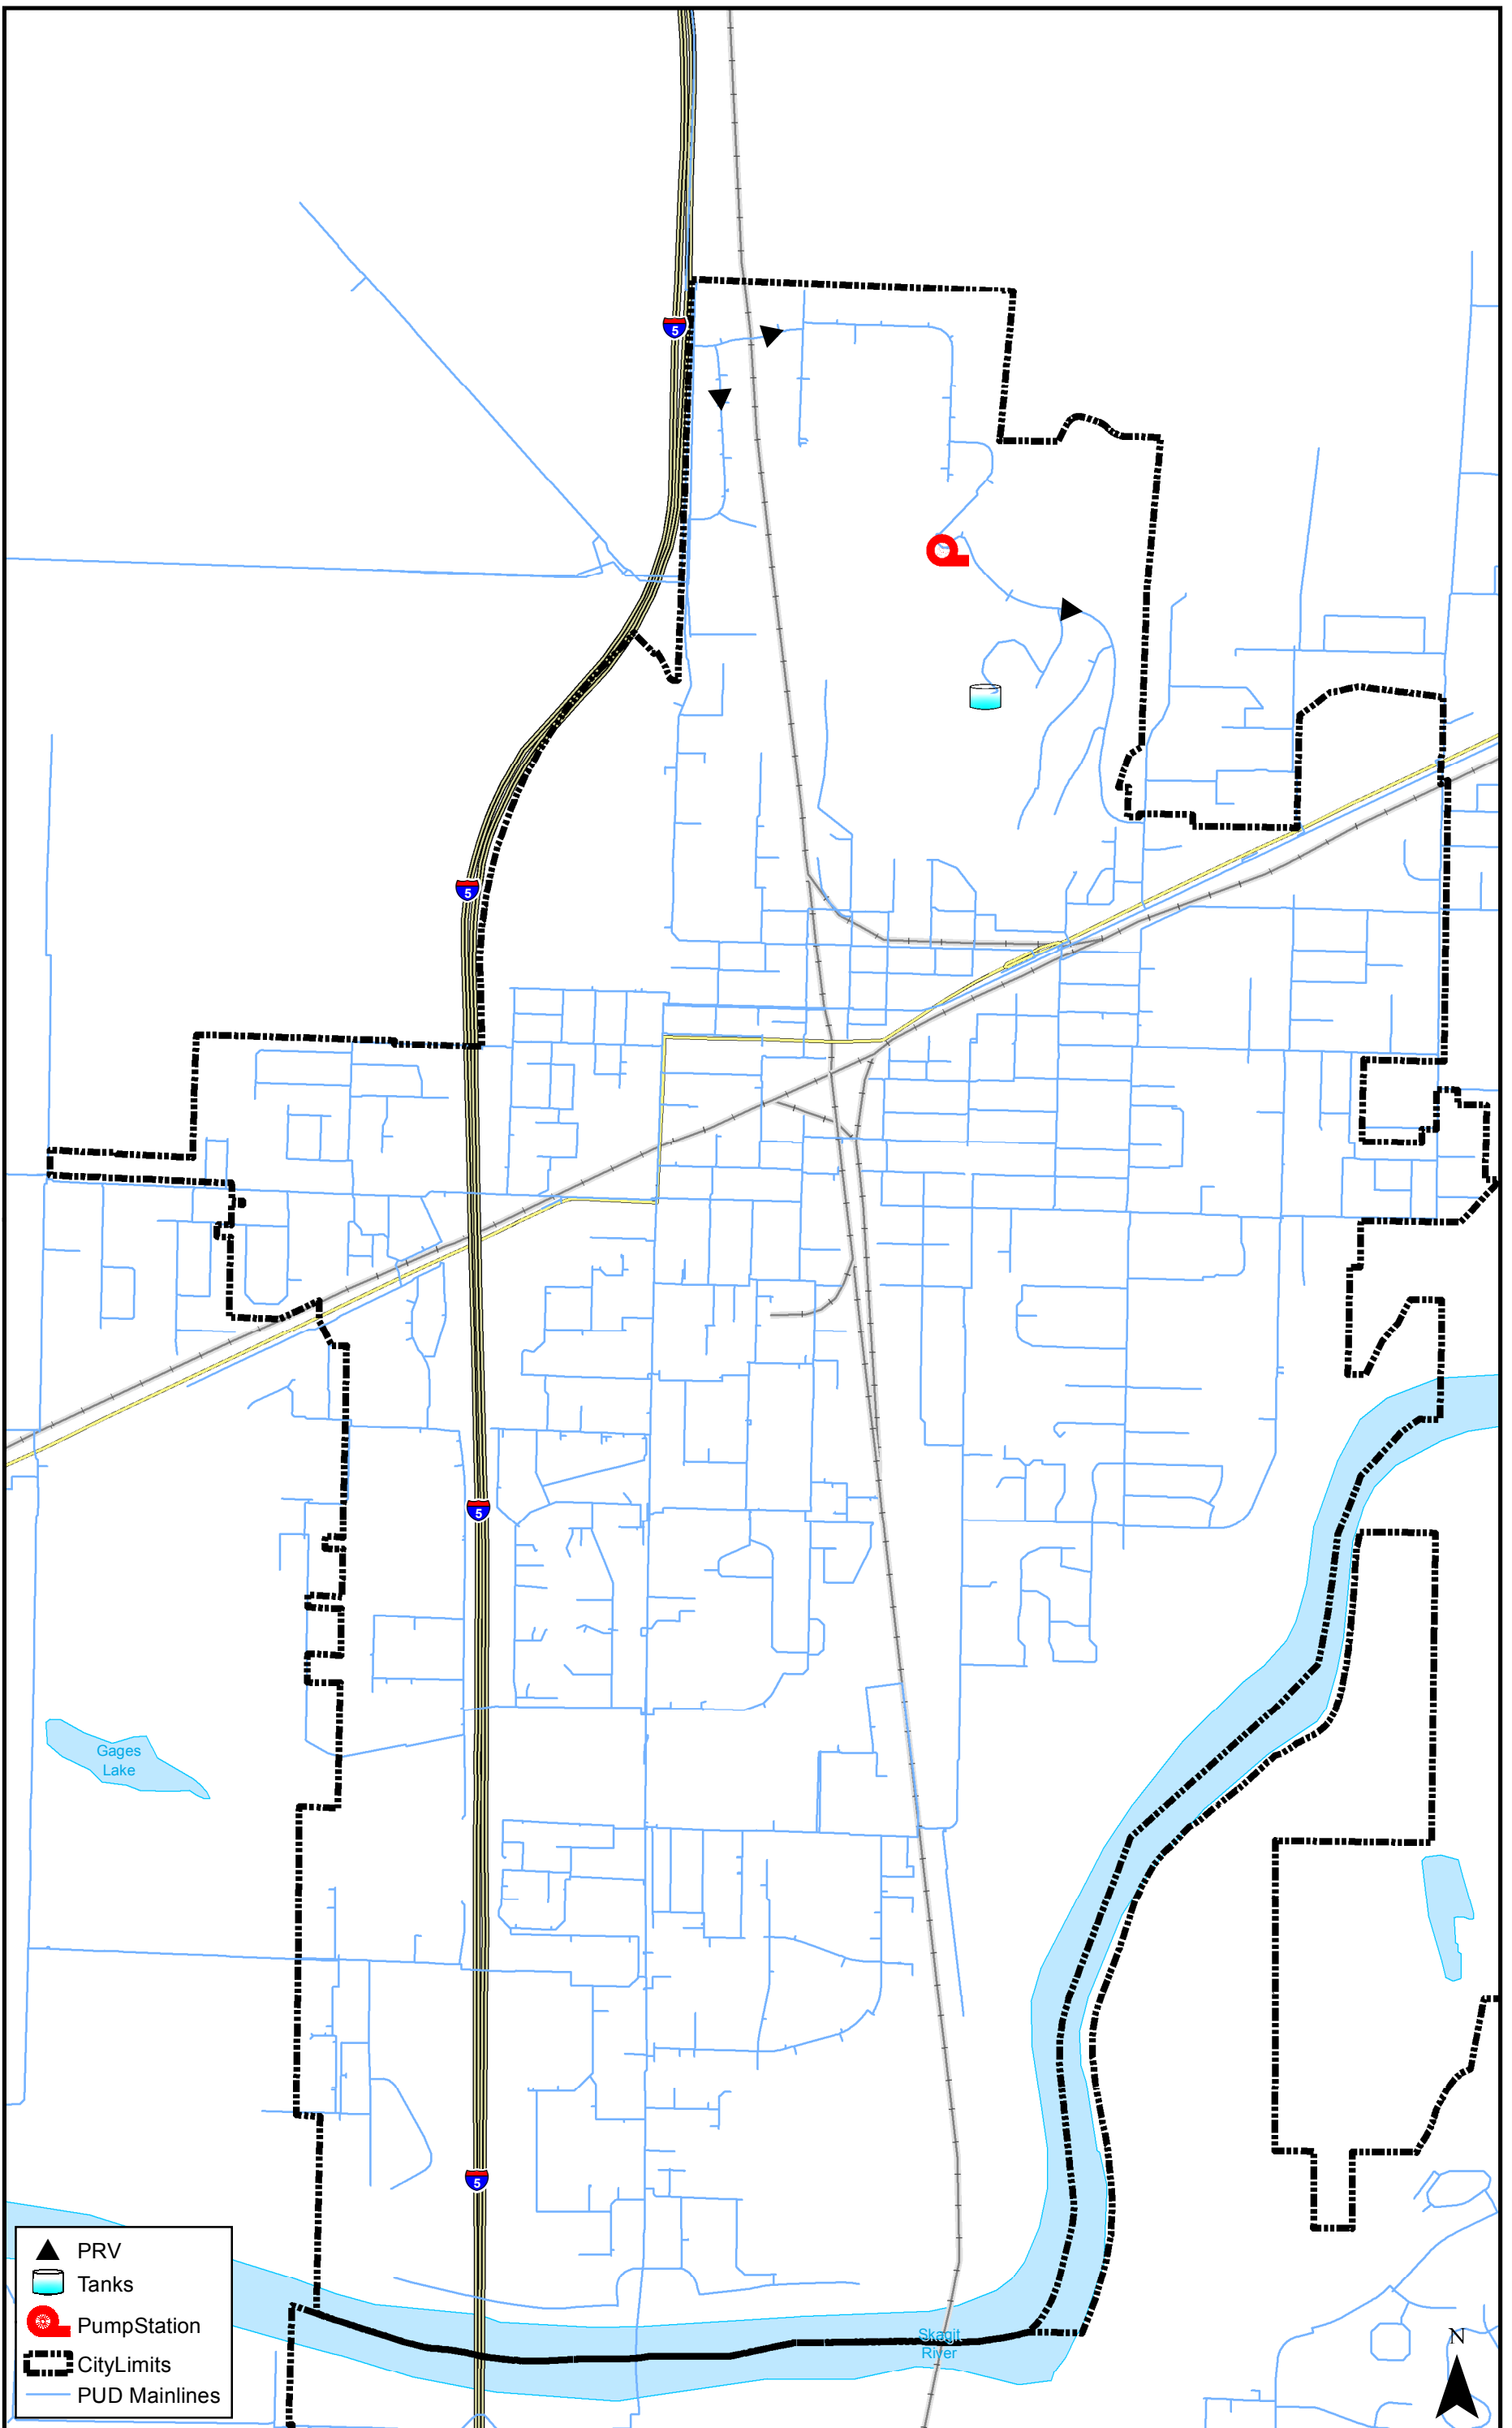 5
5
5
Gages
Lake
5
PRV
Tanks
PumpStation
CityLimits
PUD Mainlines
Skagit
River
N